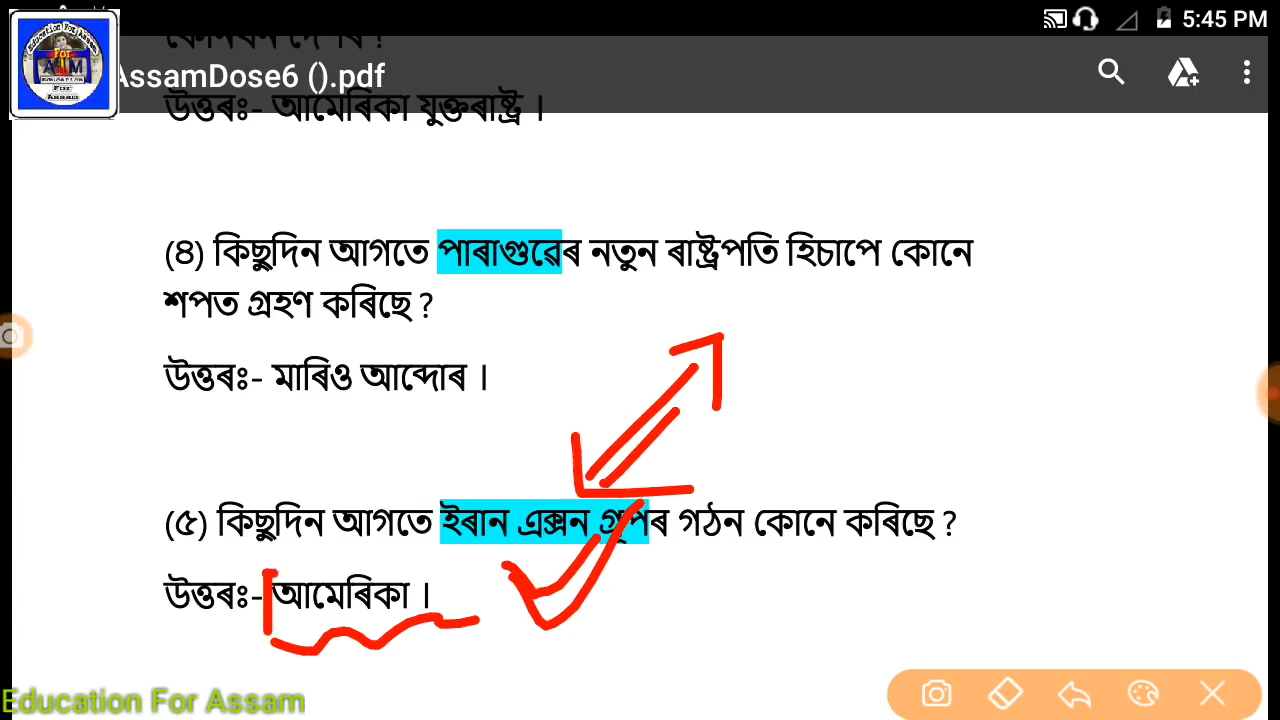 5:45 PM
AssamDose6 ().pdf
উত্তৰঃ- আমেৰিকা যুক্তৰাষ্ট্ৰ ।
(৪) কিছুদিন আগতে পাৰাগুৱেৰ নতুন ৰাষ্ট্ৰপতি হিচাপে কোনে
শপত গ্ৰহণ কৰিছে ?
উত্তৰঃ- মাৰিও আব্দোৰ ।
(৫) কিছুদিন আগতে ইৰান এক্সন গ্ৰূপৰ গঠন কোনে কৰিছে ?
উত্তৰঃ- আমেৰিকা ।
Education For Assam